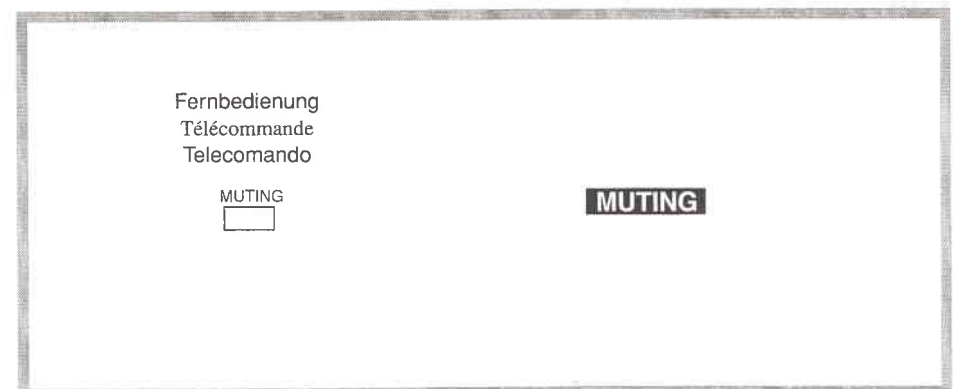 Fernbedienung
Télécommande
Telecomando
MUTING
MUTING